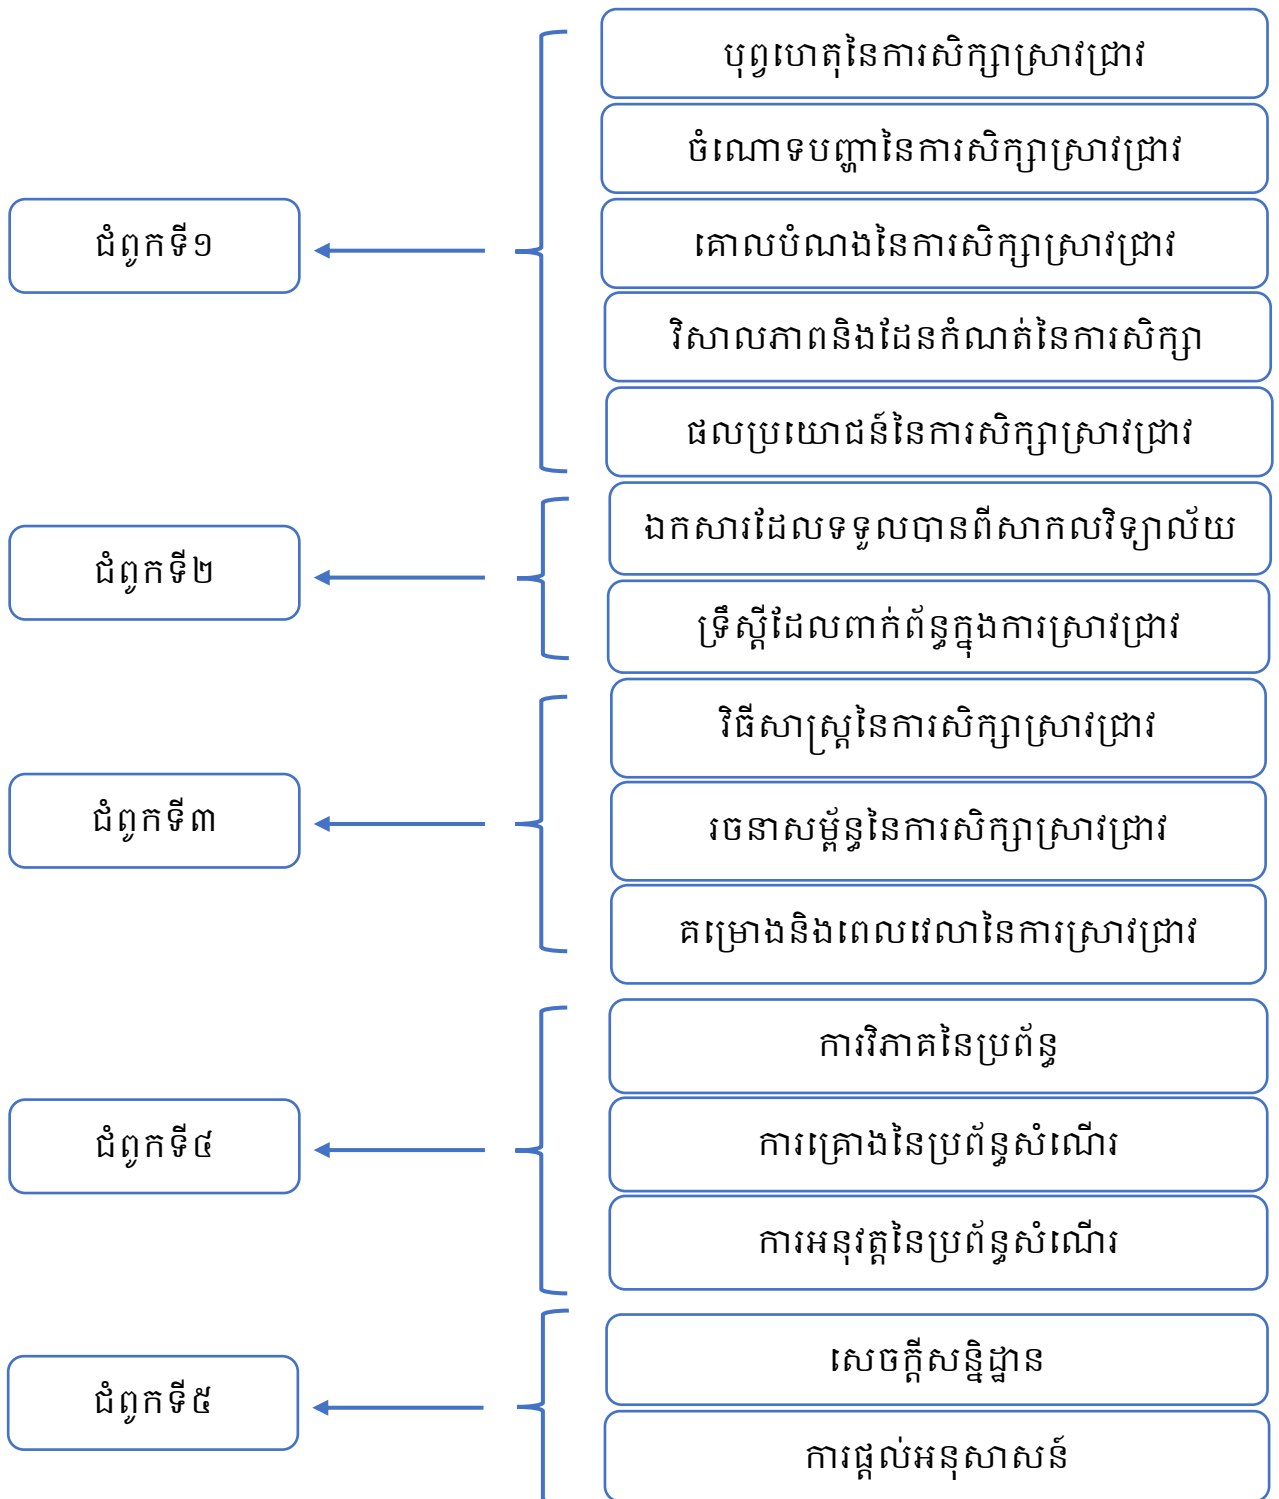 ជំពូកទី១
បុព្វហេតុនៃការសិក្សាស្រាវជ្រាវ
ចំណោទបញ្ហានៃការសិក្សាស្រាវជ្រាវ
គោលបំណងនៃការសិក្សាស្រាវជ្រាវ
វិសាលភាពនិងដែនកំណត់នៃការសិក្សា
ផលប្រយោជន៍នៃការសិក្សាស្រាវជ្រាវ
ជំពូកទី២
ឯកសារដែលទទួលបានពីសាកលវិទ្យាល័យ
ទ្រឹស្តីដែលពាក់ព័ន្ធក្នុងការស្រាវជ្រាវ
ជំពូកទី៣
វិធីសាស្ត្រនៃការសិក្សាស្រាវជ្រាវ
រចនាសម្ព័ន្ធនៃការសិក្សាស្រាវជ្រាវ
គម្រោងនិងពេលវេលានៃការស្រាវជ្រាវ
ជំពូកទី៤
ការវិភាគនៃប្រព័ន្ធ
ការគ្រោងនៃប្រព័ន្ធសំណើរ
ការអនុវត្តនៃប្រព័ន្ធសំណើរ
ជំពូកទី៥
សេចក្តីសន្និដ្ឋាន
ការផ្តល់អនុសាសន៍